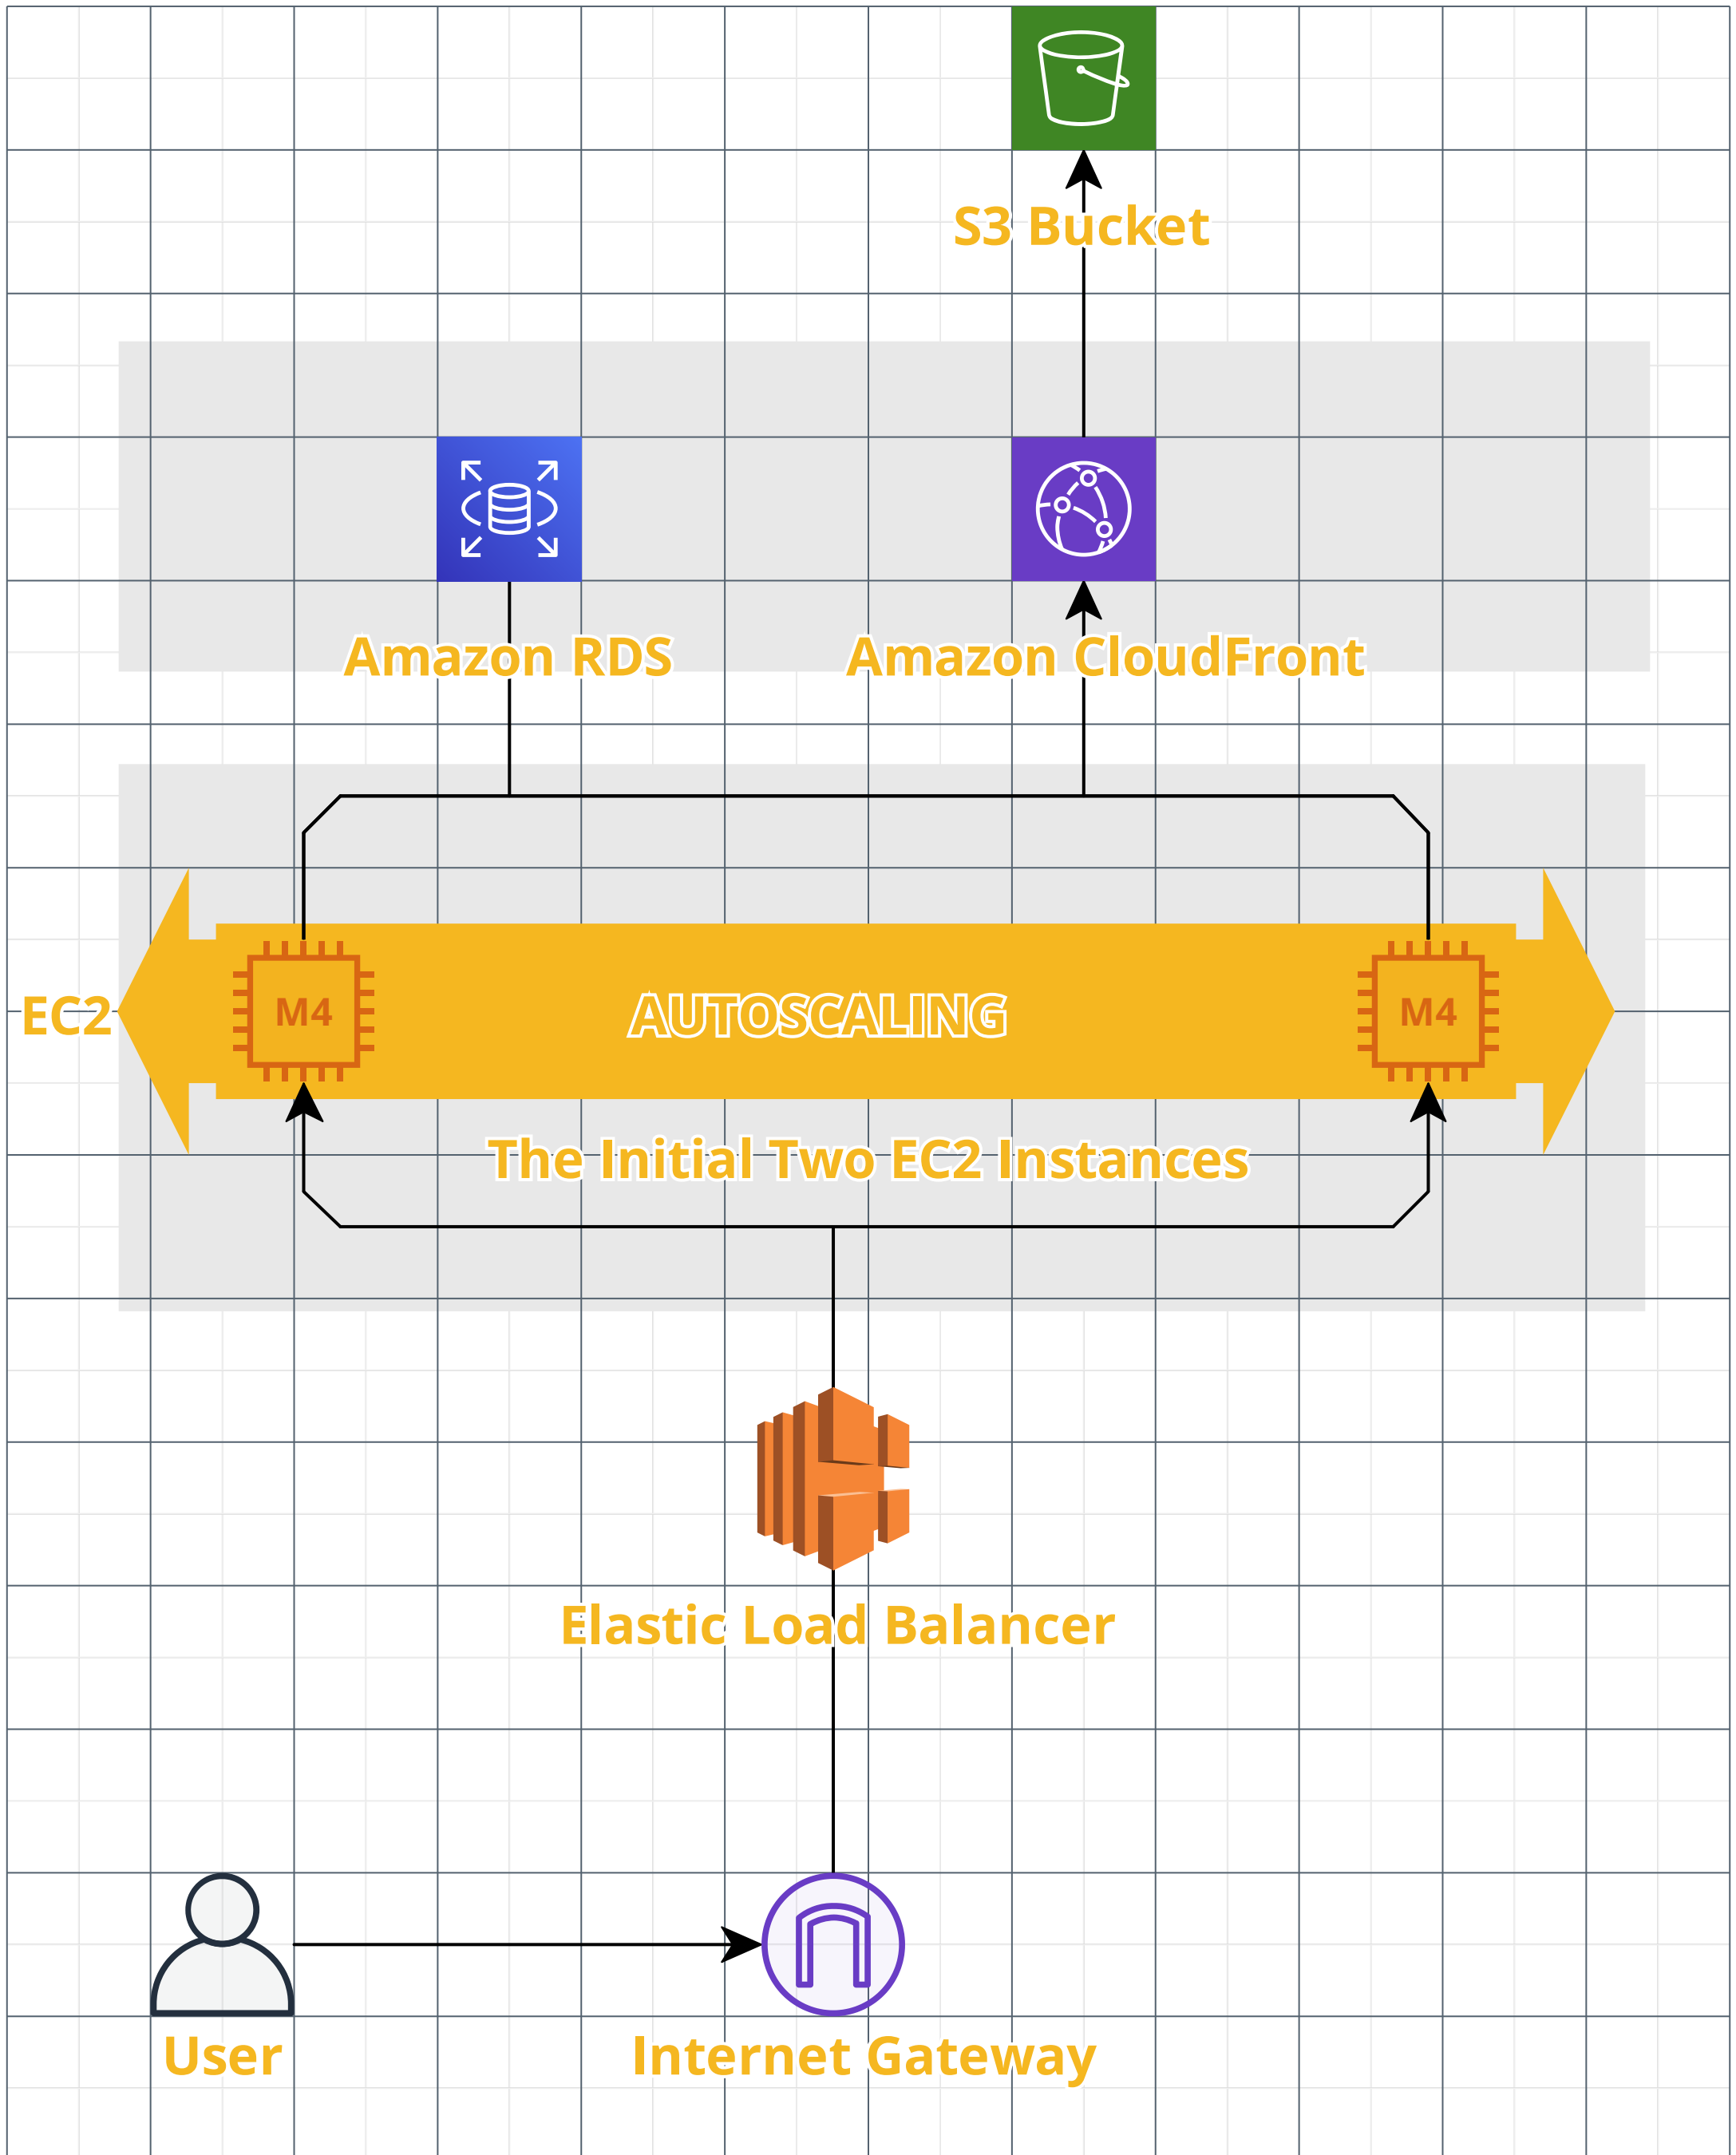 S3 Bucket
Amazon RDS
Amazon CloudFront
EC2
M4
AUTOSCALING
M4
The Initial Two EC2 Instances
Elastic Load Balancer
User
Internet Gateway